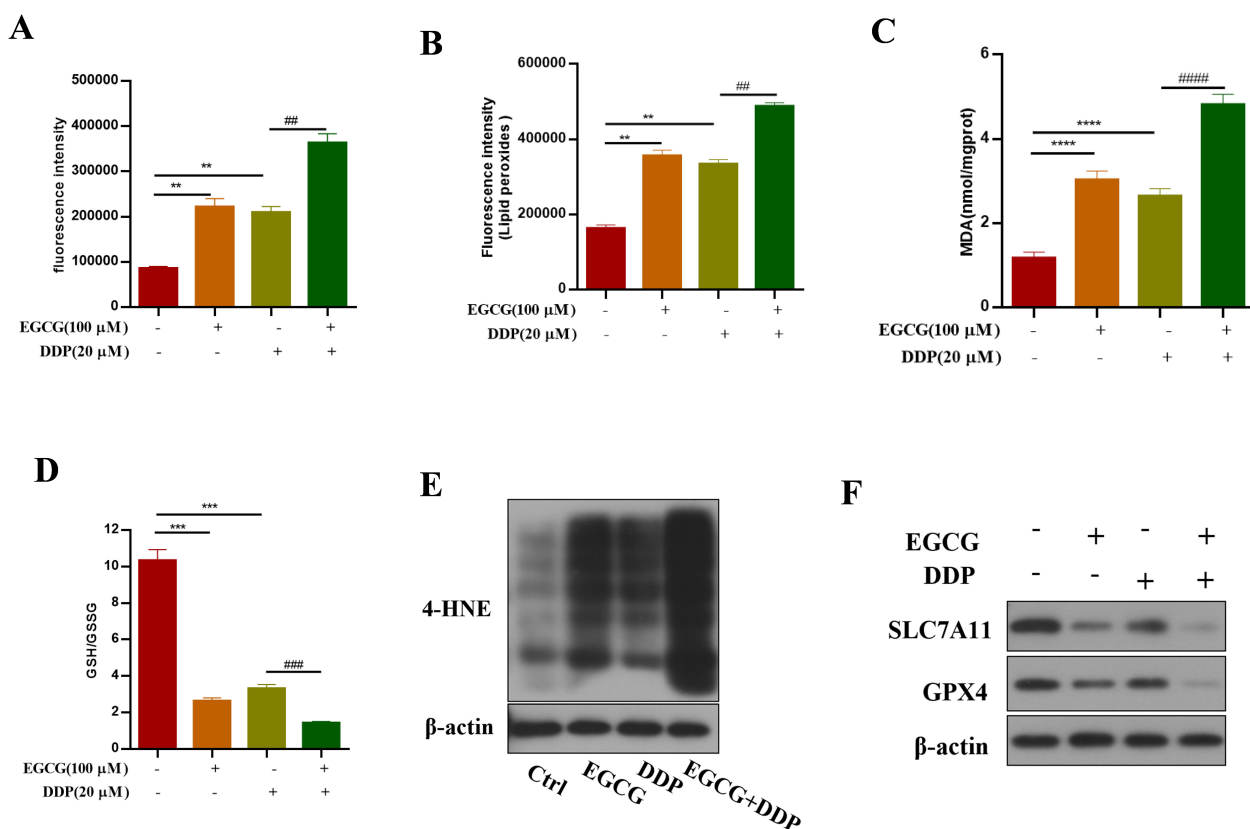 A
fluorescence intensity
500000
400000
300000
200000
100000
0
**
**
##
EGCG(100 μM) - + - +
DDP(20 μM) - - + +
B
Fluorescence intensity
(Lipid peroxides )
600000
400000
200000
0
**
**
##
EGCG(100 μM) - + - +
DDP(20 μM) - - + +
C
MDA(nmol/mgprot)
6
4
2
0
****
****
####
EGCG(100 μM) - + - +
DDP(20 μM) - - + +
D
GSH/GSSG
12
10
8
6
4
2
0
***
***
###
EGCG(100 μM) - + - +
DDP(20 μM) - - + +
E
4-HNE
β-actin
Ctrl
EGCG
DDP
EGCG+DDP
F
EGCG - + - +
DDP - - + +
SLC7A11
GPX4
β-actin